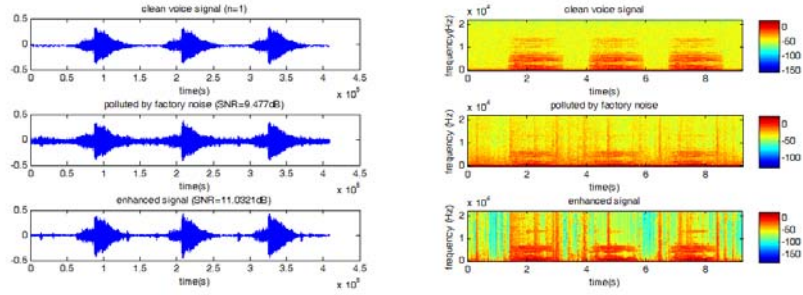 clean voice signal (n=1)
0.5
0
-0.5
0 0.5 1 1.5 2 2.5 3 3.5 4 4.5
time(s)
x 10^5
polluted by factory noise (SNR=9.477dB)
0.5
0
-0.5
0 0.5 1 1.5 2 2.5 3 3.5 4 4.5
time(s)
x 10^5
enhanced signal (SNR=11.0321dB)
0.5
0
-0.5
0 0.5 1 1.5 2 2.5 3 3.5 4 4.5
time(s)
x 10^5
clean voice signal
x 10^4
frequency(Hz)
2
1
0
0 2 4 6 8
time(s)
0
-50
-100
-150
polluted by factory noise
x 10^4
frequency (Hz)
2
1
0
0 2 4 6 8
time(s)
0
-50
-100
enhanced signal
x 10^4
frequency (Hz)
2
1
0
0 2 4 6 8
time(s)
0
-50
-100
-150